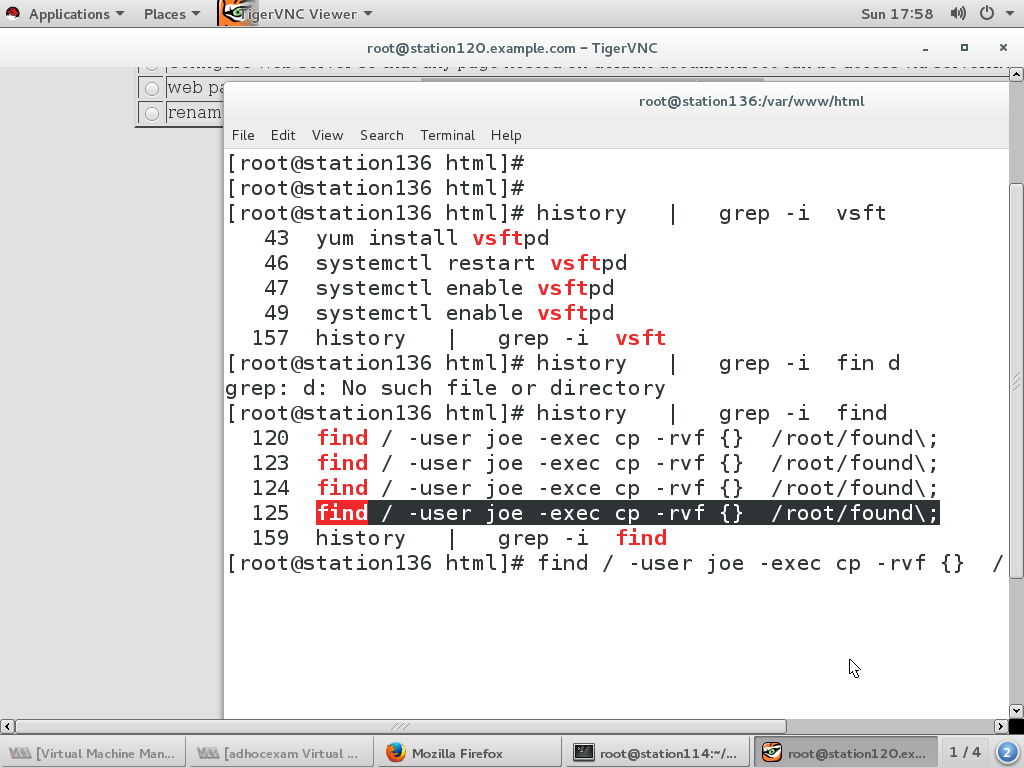 Applications Places TigerVNC Viewer Sun 17:58
root@station120.example.com – TigerVNC
web pa
renam
root@station136:/var/www/html
File Edit View Search Terminal Help
[root@station136 html]#
[root@station136 html]#
[root@station136 html]# history   |   grep -i  vsft
43  yum install vsftpd
46  systemctl restart vsftpd
47  systemctl enable vsftpd
49  systemctl enable vsftpd
157  history   |   grep -i  vsft
[root@station136 html]# history   |   grep -i  fin d
grep: d: No such file or directory
[root@station136 html]# history   |   grep -i  find
120  find / -user joe -exec cp -rvf {}  /root/found\;
123  find / -user joe -exec cp -rvf {}  /root/found\;
124  find / -user joe -exce cp -rvf {}  /root/found\;
125  find / -user joe -exec cp -rvf {}  /root/found\;
159  history   |   grep -i  find
[root@station136 html]# find / -user joe -exec cp -rvf {}  /
[Virtual Machine Man... [adhocexam Virtual ... Mozilla Firefox root@station114:~/... root@station120.ex... 1 / 4 2